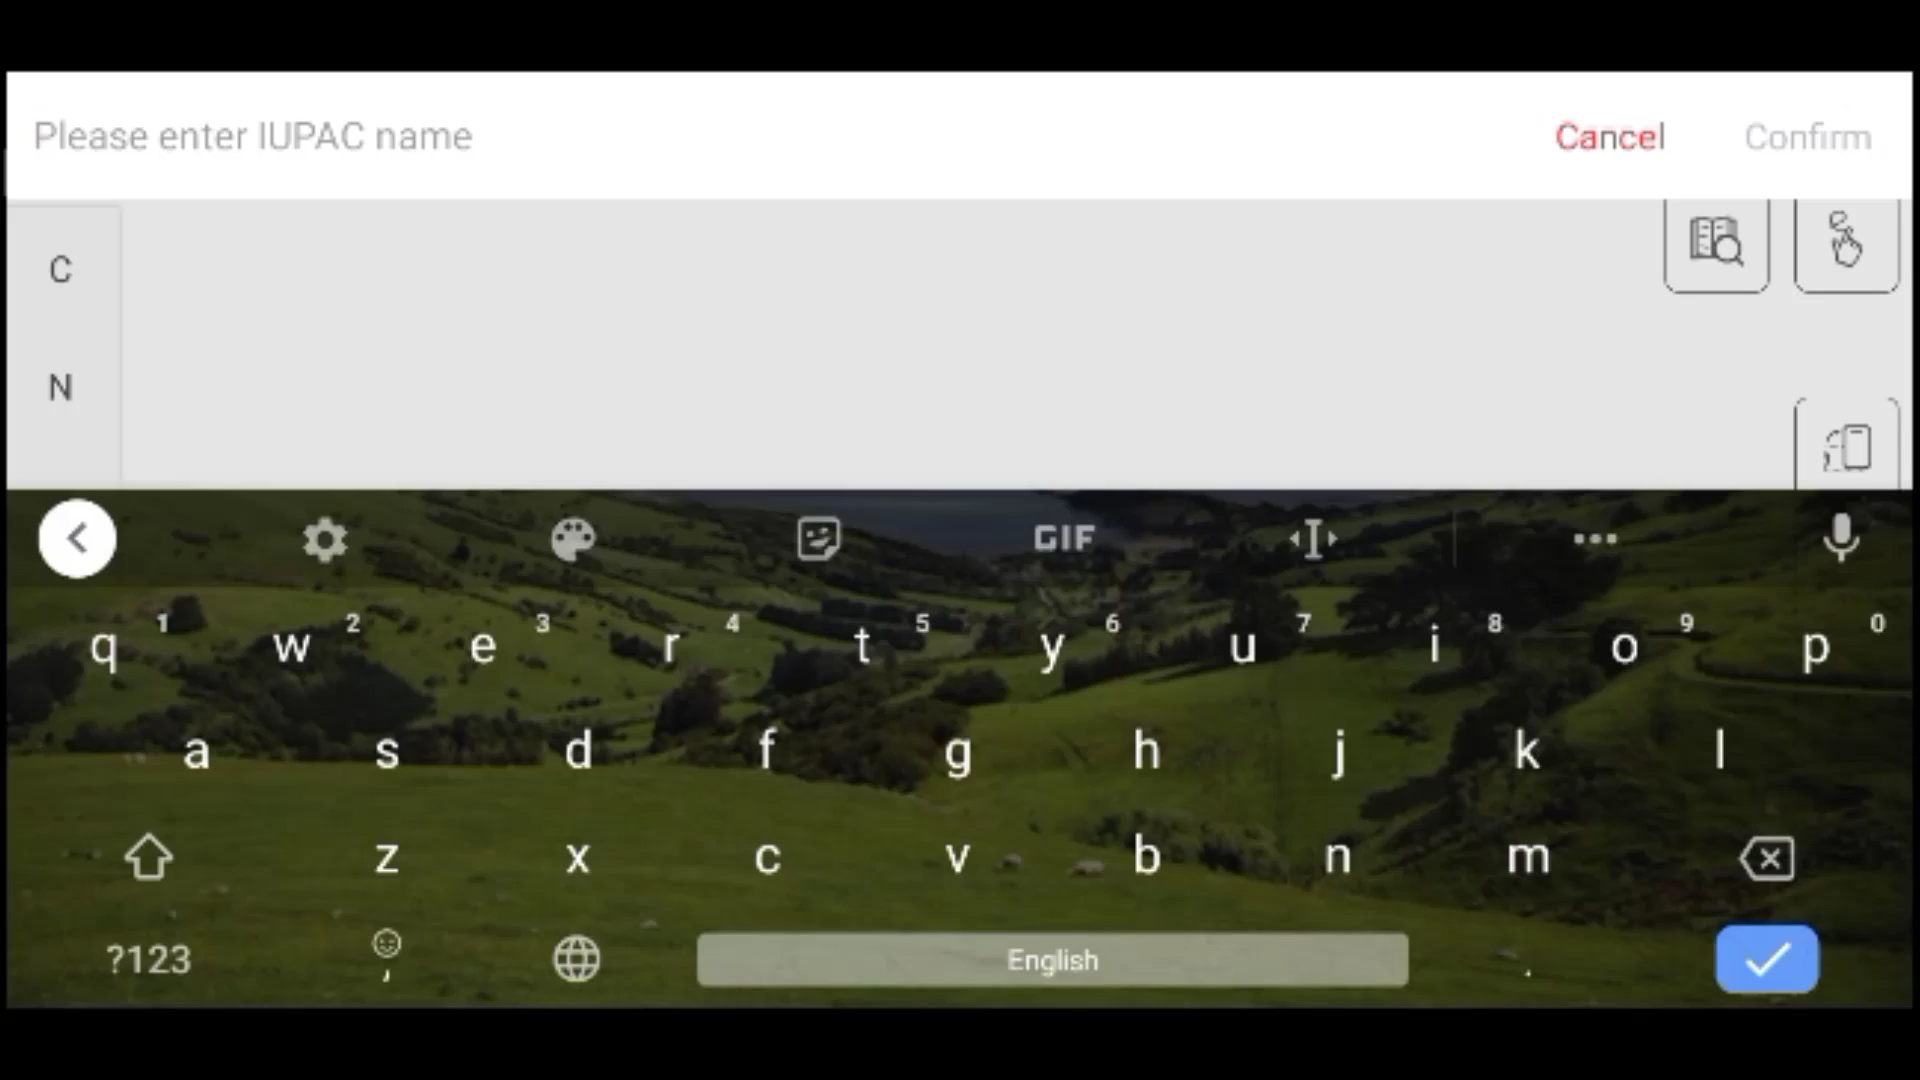 Please enter IUPAC name
Cancel Confirm
C
N
GIF
q 1 w 2 e 3 r 4 t 5 y 6 u 7 i 8 o 9 p 0
a s d f g h j k l
z x c v b n m
?123 , English .